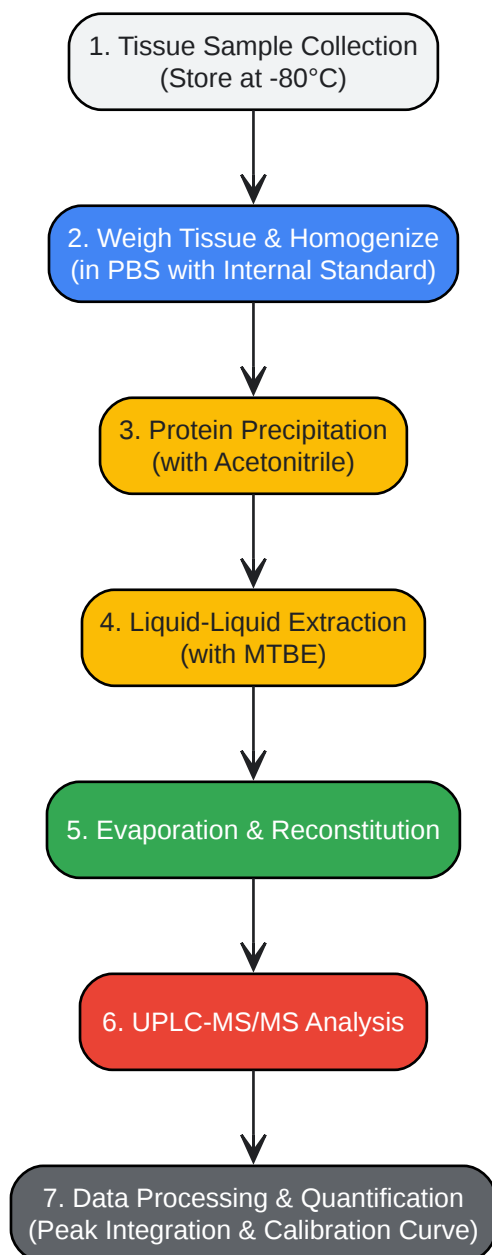 1. Tissue Sample Collection
(Store at -80°C)
2. Weigh Tissue & Homogenize
(in PBS with Internal Standard)
3. Protein Precipitation
(with Acetonitrile)
4. Liquid-Liquid Extraction
(with MTBE)
5. Evaporation & Reconstitution
6. UPLC-MS/MS Analysis
7. Data Processing & Quantification
(Peak Integration & Calibration Curve)